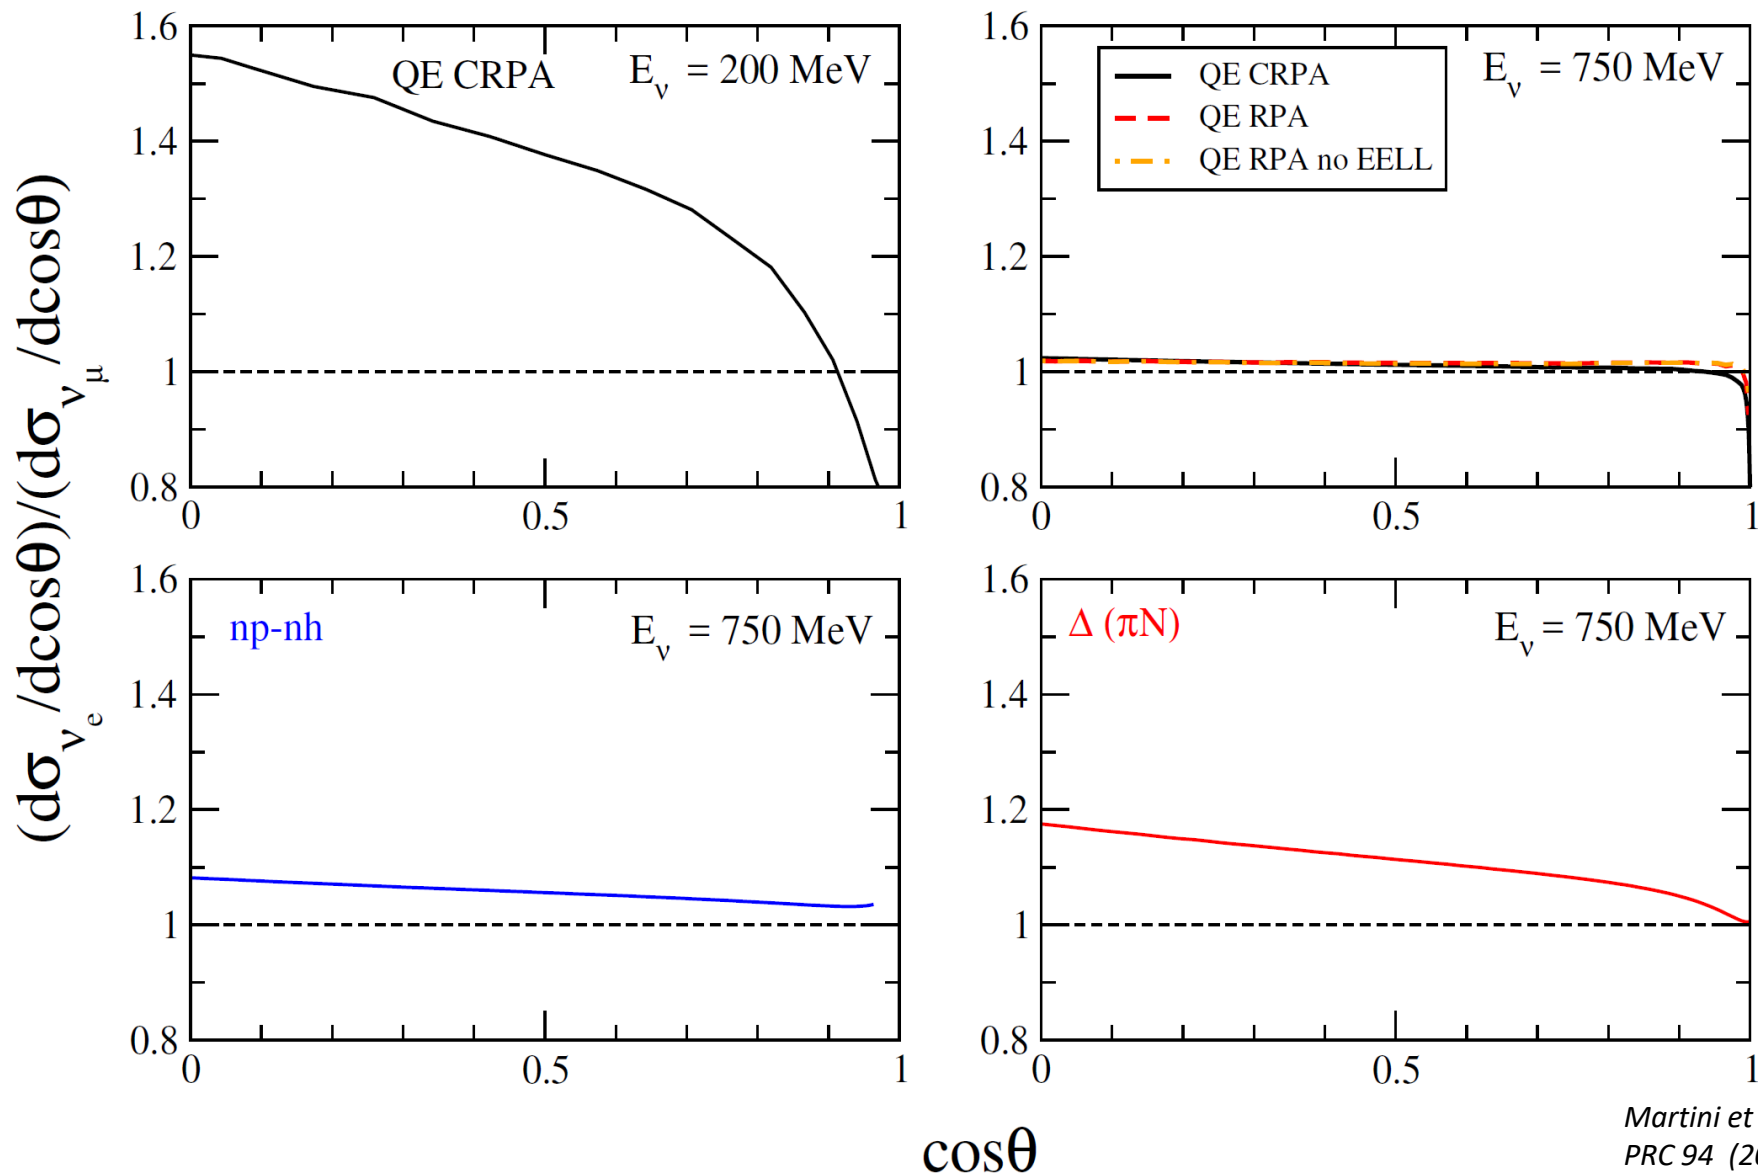 (dσνe/dcosθ)/(dσνμ/dcosθ)
1.6
1.4
1.2
1
0.8
0
0.5
1
QE CRPA
Eν = 200 MeV
1.6
1.4
1.2
1
0.8
0
0.5
1
QE CRPA
QE RPA
QE RPA no EELL
Eν = 750 MeV
1.6
1.4
1.2
1
0.8
0
0.5
1
np-nh
Eν = 750 MeV
1.6
1.4
1.2
1
0.8
0
0.5
1
Δ (πN)
Eν = 750 MeV
cosθ
Martini et
PRC 94 (2